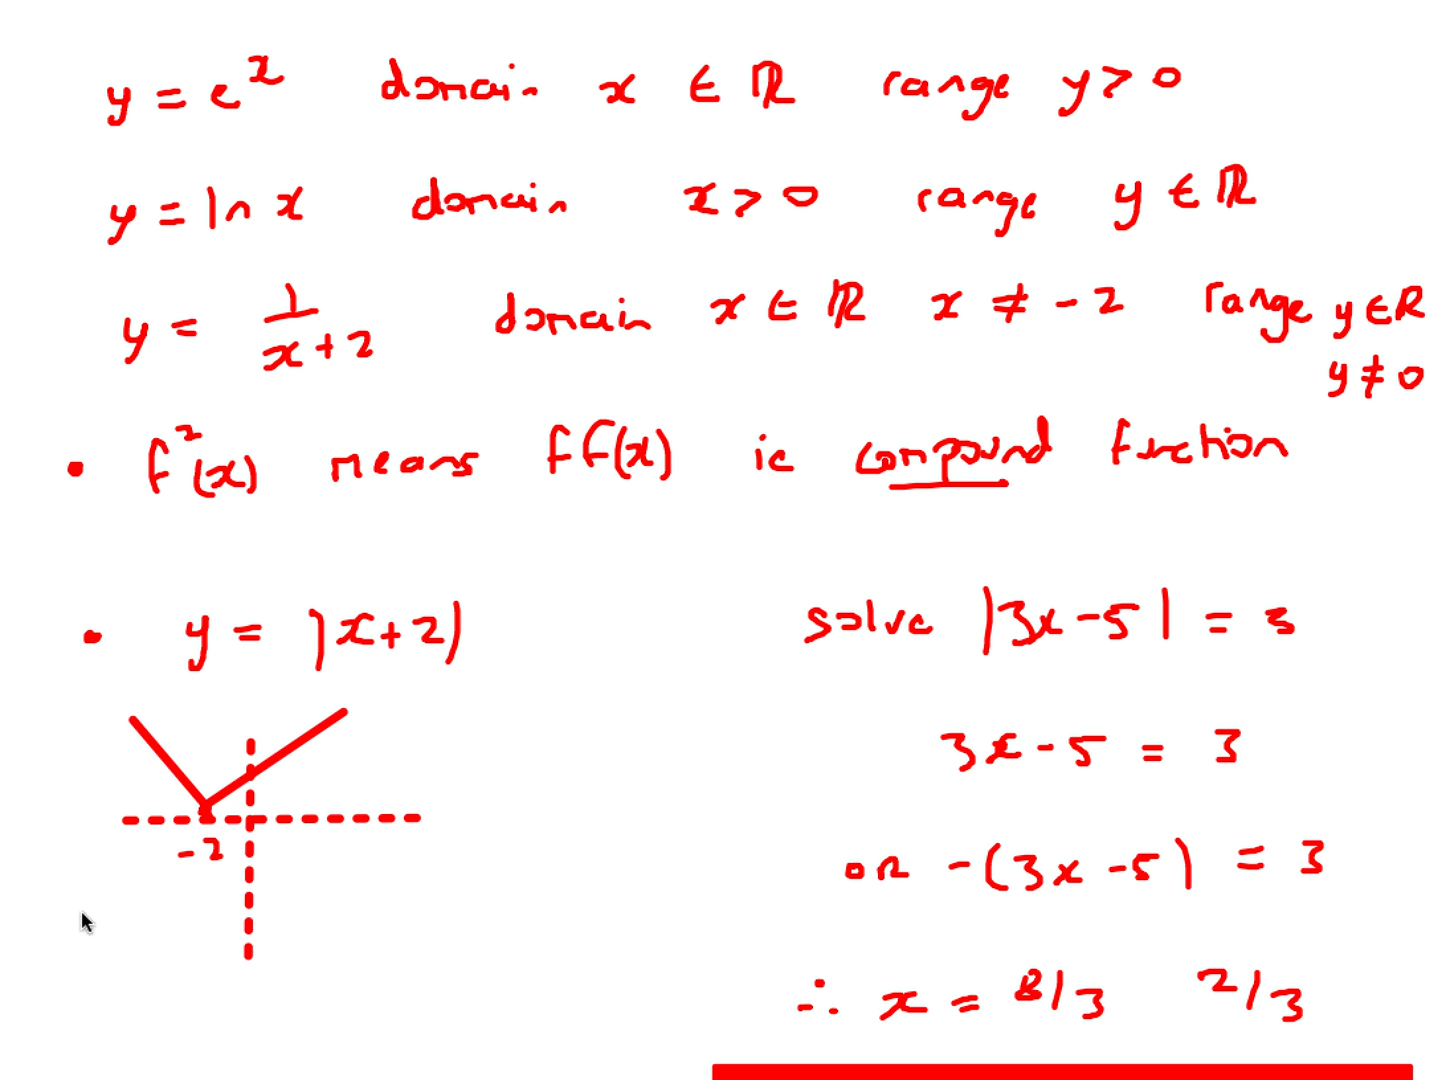 y = e^x domain x ∈ ℝ range y > 0
y = ln x domain x > 0 range y ∈ ℝ
y = 1/(x+2) domain x ∈ ℝ x ≠ -2 range y ∈ ℝ
y ≠ 0
• f²(x) means ff(x) ie compound function
• y = |x+2|
-2
solve |3x-5| = 3
3x-5 = 3
or -(3x-5) = 3
∴ x = 8/3 2/3